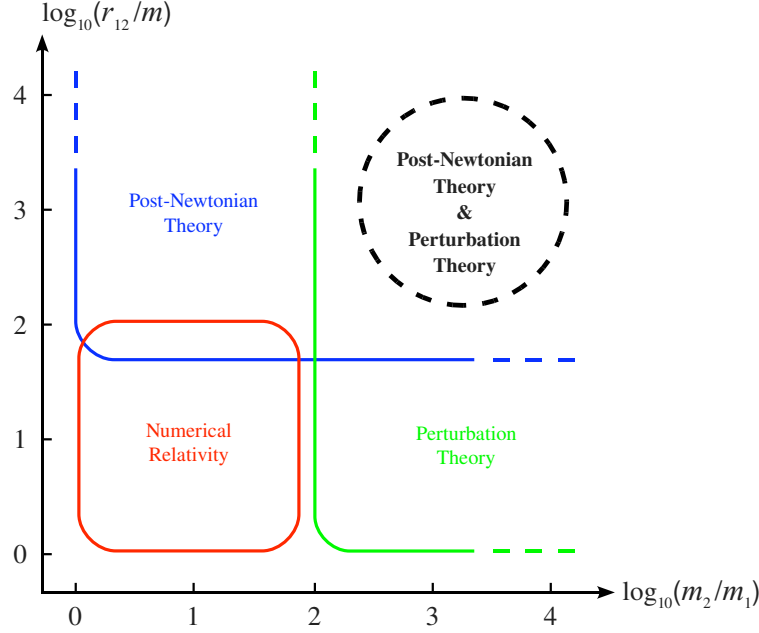 log₁₀(r₁₂/m)
4
3
2
1
0
Post-Newtonian
Theory
Post-Newtonian
Theory
&
Perturbation
Theory
Numerical
Relativity
Perturbation
Theory
0
1
2
3
4
log₁₀(m₂/m₁)